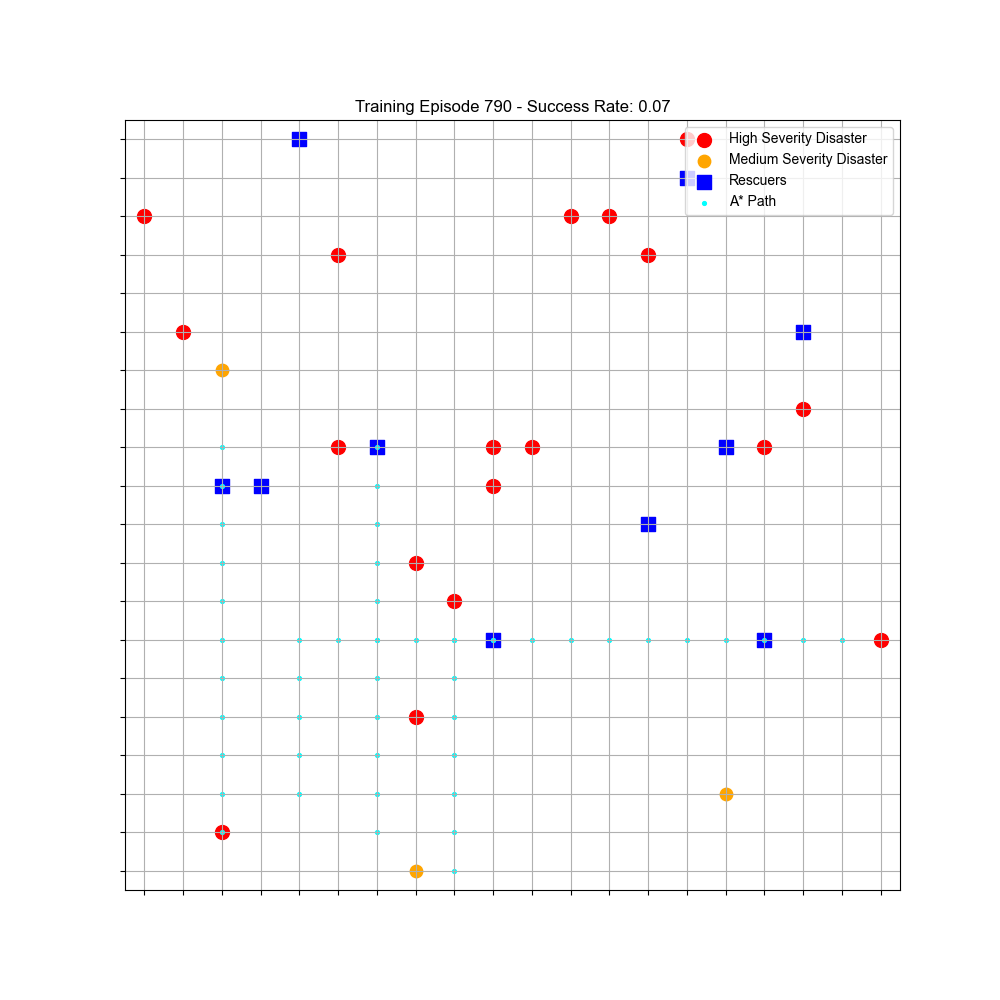 Training Episode 790 - Success Rate: 0.07
High Severity Disaster
Medium Severity Disaster
Rescuers
A* Path